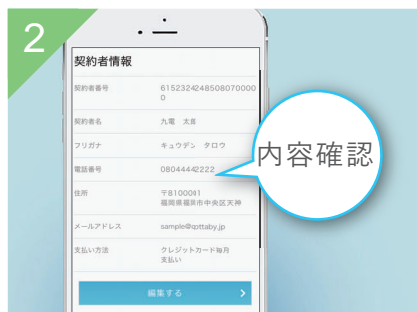 2
契約者情報
契約者番号 6152324248508070000
0
契約者名 九電 太郎
フリガナ キュウデン タロウ
電話番号 08044442222
住所 〒8100081
福岡県福岡市中央区天神
メールアドレス sample@qottaby.jp
支払い方法 クレジットカード毎月
支払い
編集する
内容確認